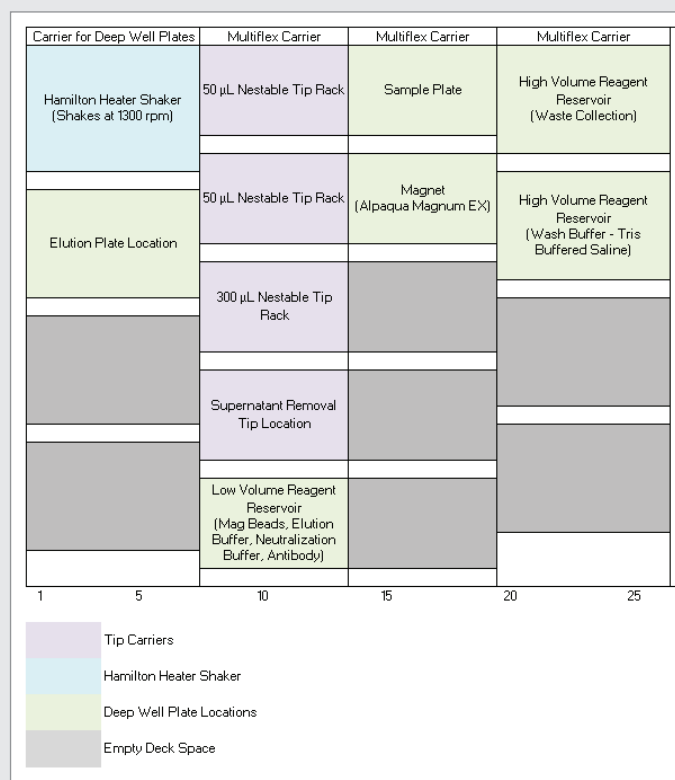 Carrier for Deep Well Plates
Hamilton Heater Shaker
(Shakes at 1300 rpm)
Elution Plate Location
Multiflex Carrier
50 µL Nestable Tip Rack
50 µL Nestable Tip Rack
300 µL Nestable Tip
Rack
Supernatant Removal
Tip Location
Low Volume Reagent
Reservoir
(Mag Beads, Elution
Buffer, Neutralization
Buffer, Antibody)
Multiflex Carrier
Sample Plate
Magnet
(Alpaqua Magnum EX)
Multiflex Carrier
High Volume Reagent
Reservoir
(Waste Collection)
High Volume Reagent
Reservoir
(Wash Buffer - Tris
Buffered Saline)
1 5 10 15 20 25
Tip Carriers
Hamilton Heater Shaker
Deep Well Plate Locations
Empty Deck Space